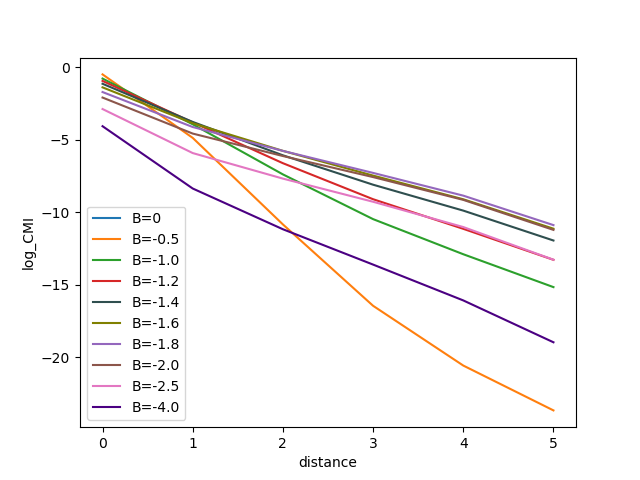 0
−5
−10
−15
−20
log_CMI
B=0
B=-0.5
B=-1.0
B=-1.2
B=-1.4
B=-1.6
B=-1.8
B=-2.0
B=-2.5
B=-4.0
0 1 2 3 4 5
distance